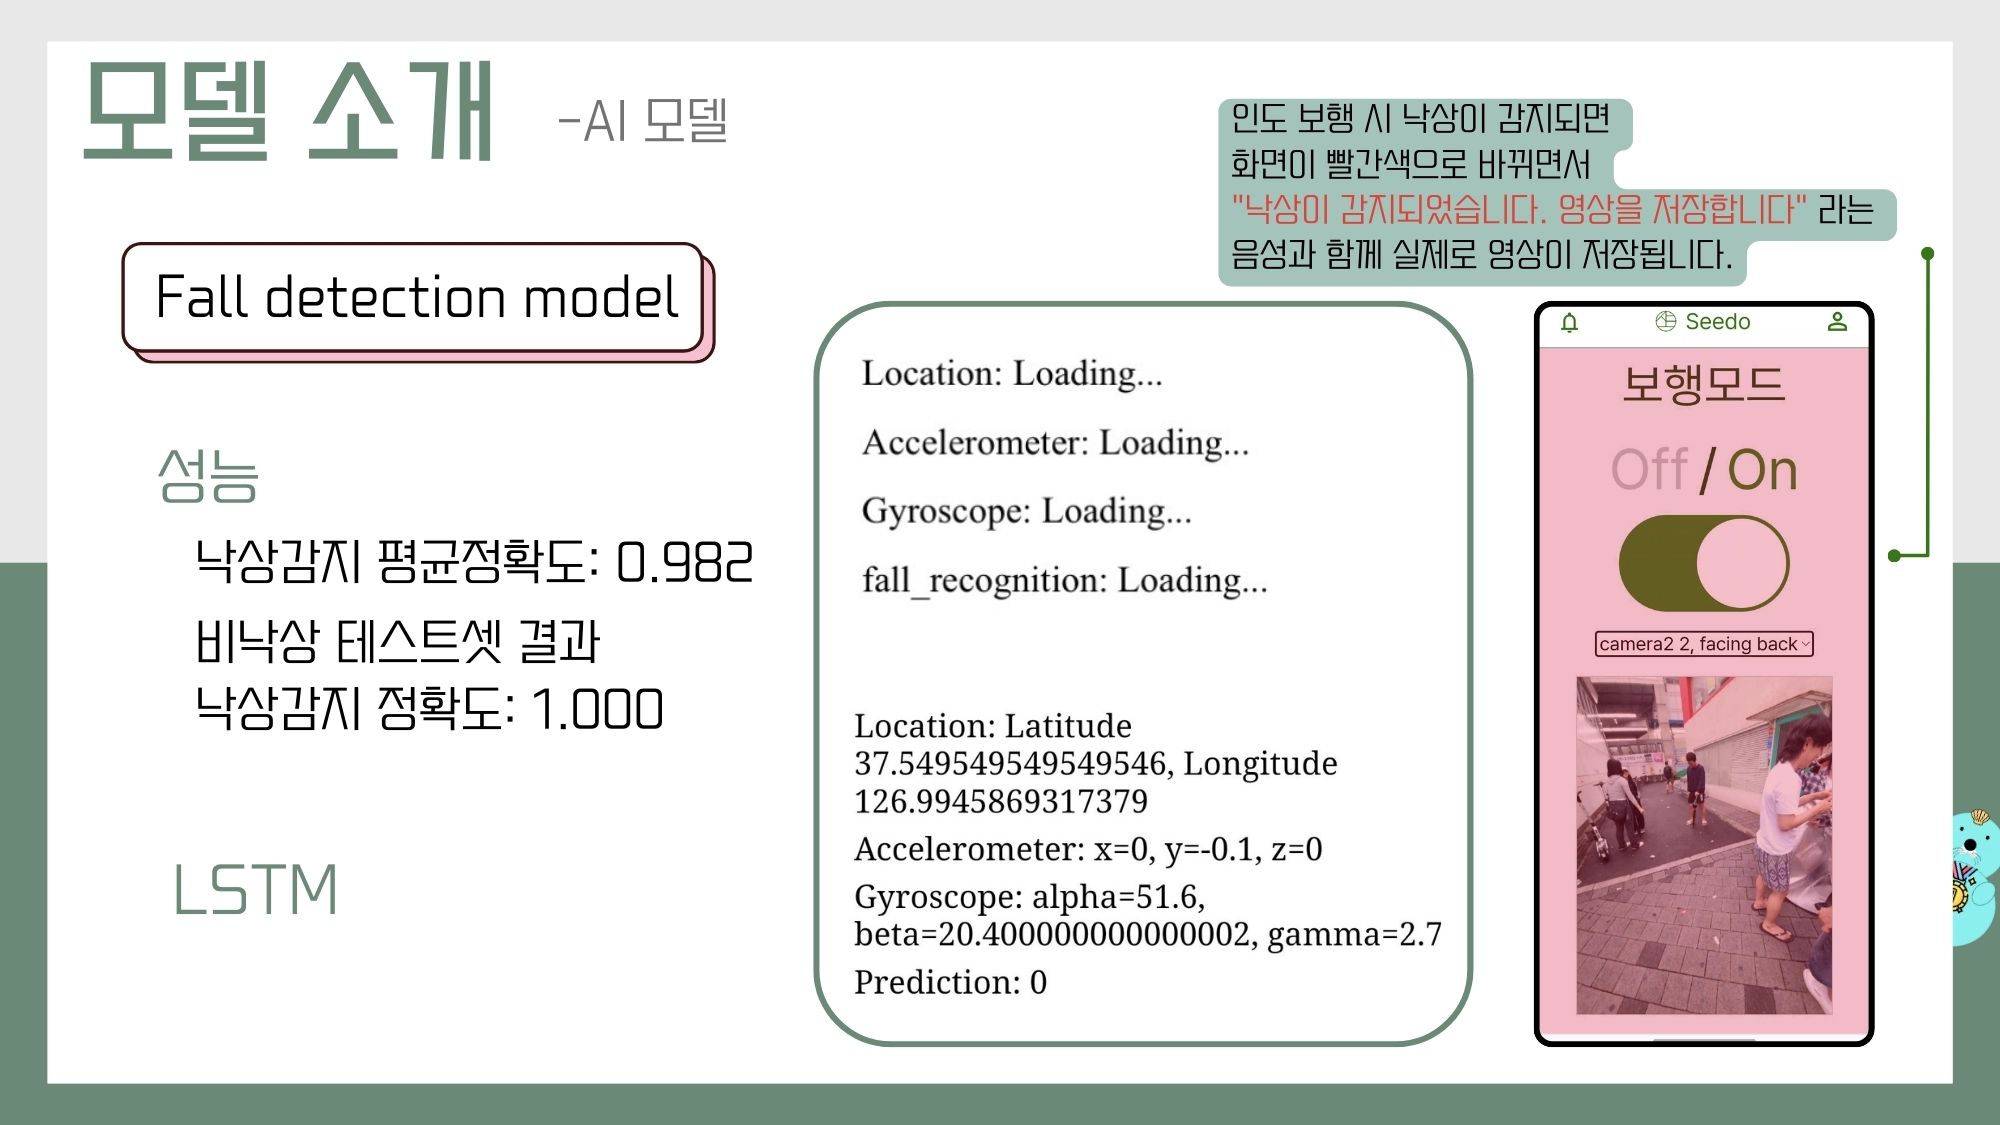 모델 소개 -AI 모델
인도 보행 시 낙상이 감지되면
화면이 빨간색으로 바뀌면서
"낙상이 감지되었습니다. 영상을 저장합니다" 라는
음성과 함께 실제로 영상이 저장됩니다.
Fall detection model
성능
낙상감지 평균정확도: 0.982
비낙상 테스트셋 결과
낙상감지 정확도: 1.000
LSTM
Location: Loading...
Accelerometer: Loading...
Gyroscope: Loading...
fall_recognition: Loading...
Location: Latitude
37.549549549549546, Longitude
126.9945869317379
Accelerometer: x=0, y=-0.1, z=0
Gyroscope: alpha=51.6,
beta=20.400000000000002, gamma=2.7
Prediction: 0
Seedo
보행모드
Off / On
camera2 2, facing back